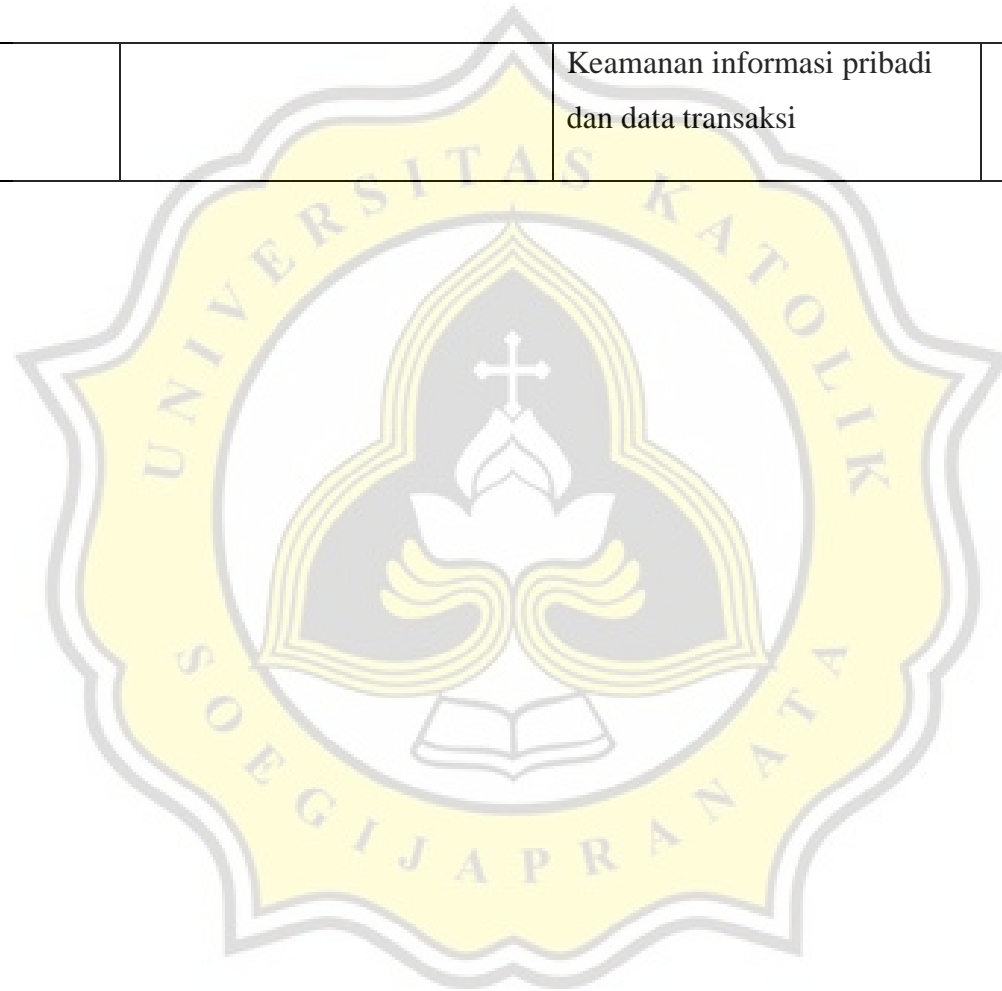 Keamanan informasi pribadi
dan data transaksi
UNIVERSITAS KATOLIK
SOEGIJAPRANATA